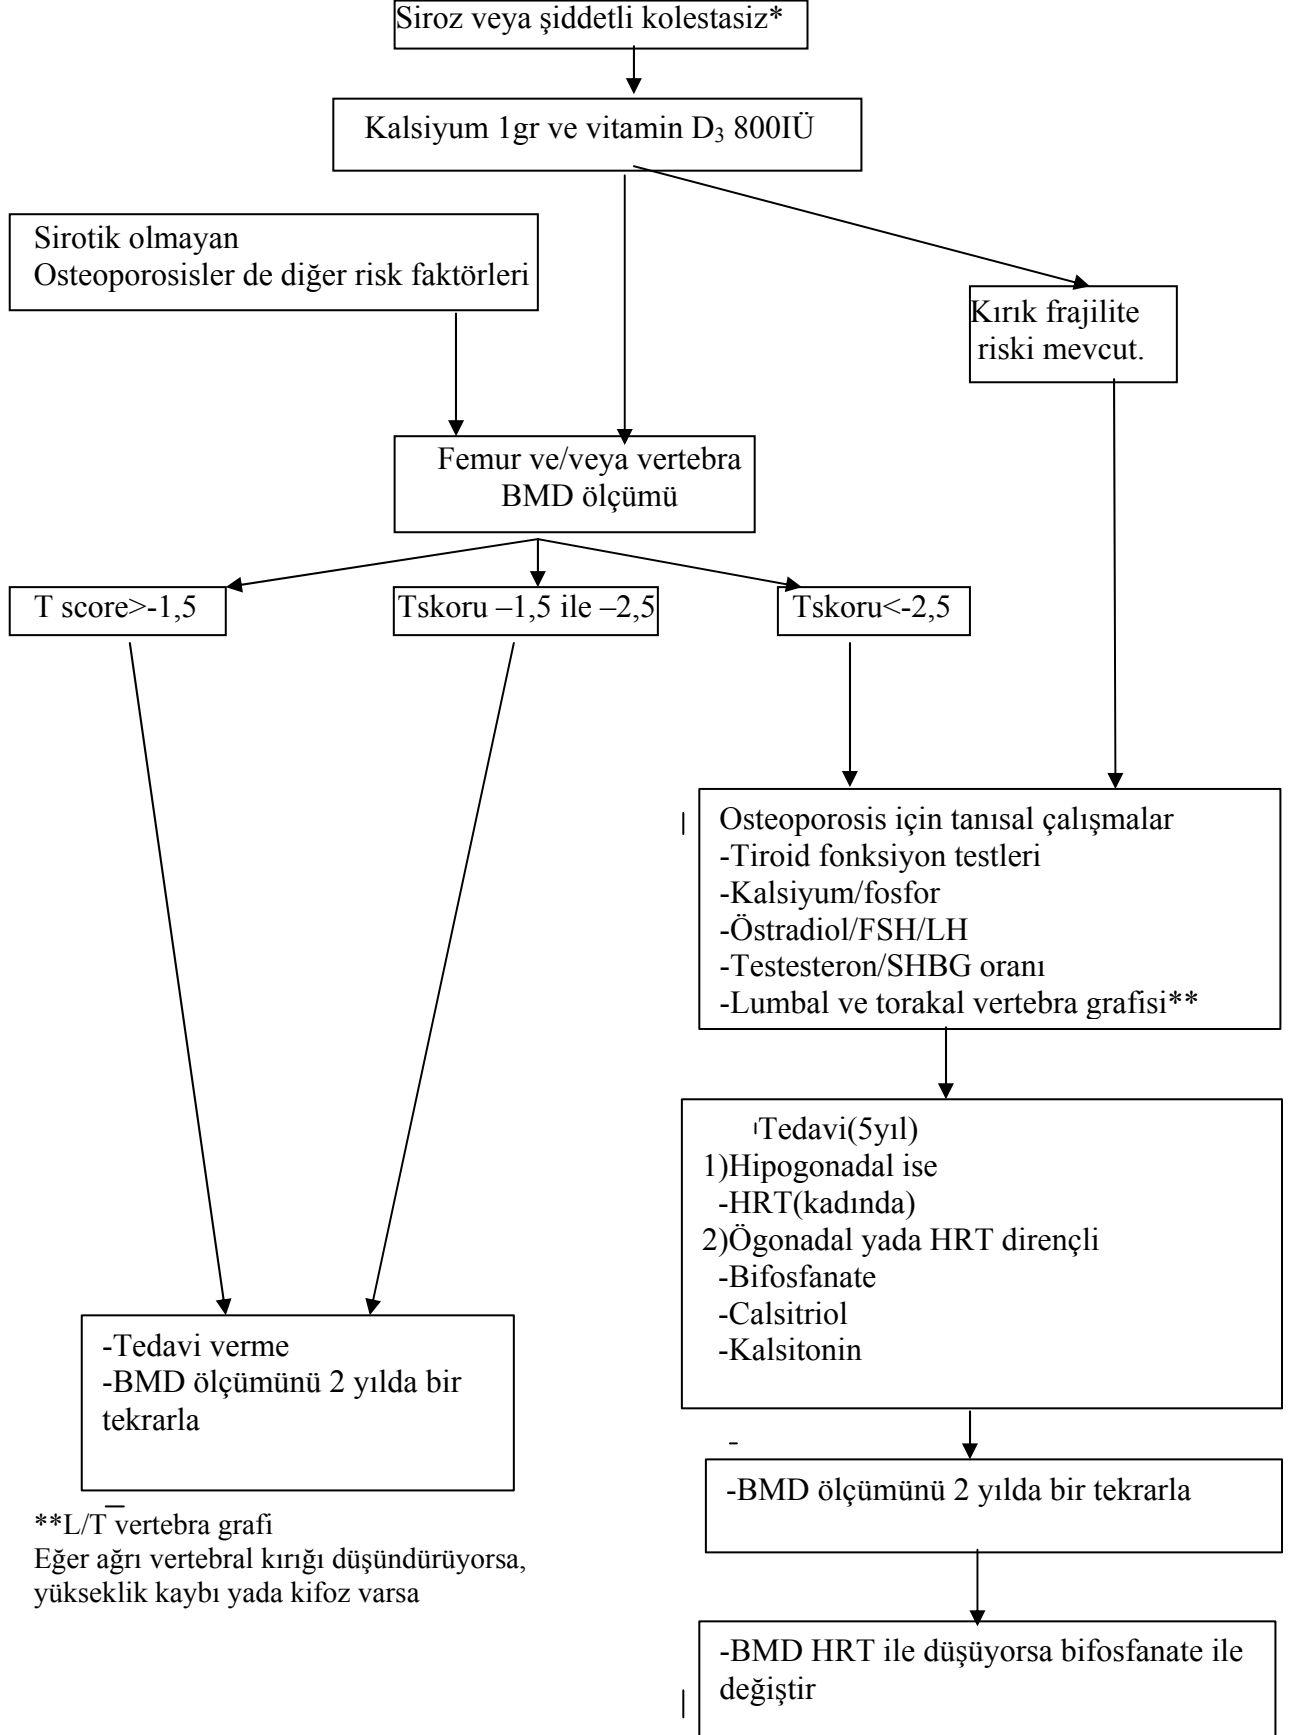 Siroz veya şiddetli kolestasiz*
Kalsiyum 1gr ve vitamin D₃ 800IÜ
Sirotik olmayan
Osteoporosisler de diğer risk faktörleri
Kırık frajilite
riski mevcut.
Femur ve/veya vertebra
BMD ölçümü
T score>-1,5
Tskoru –1,5 ile –2,5
Tskoru<-2,5
Osteoporosis için tanısal çalışmalar
-Tiroid fonksiyon testleri
-Kalsiyum/fosfor
-Östradiol/FSH/LH
-Testesteron/SHBG oranı
-Lumbal ve torakal vertebra grafisi**
Tedavi(5yıl)
1)Hipogonadal ise
-HRT(kadında)
2)Ögonadal yada HRT dirençli
-Bifosfanate
-Calsitriol
-Kalsitonin
-Tedavi verme
-BMD ölçümünü 2 yılda bir
tekrarla
-BMD ölçümünü 2 yılda bir tekrarla
**L/T vertebra grafi
Eğer ağrı vertebral kırığı düşündürüyorsa,
yükseklik kaybı yada kifoz varsa
-BMD HRT ile düşüyorsa bifosfanate ile
değiştir